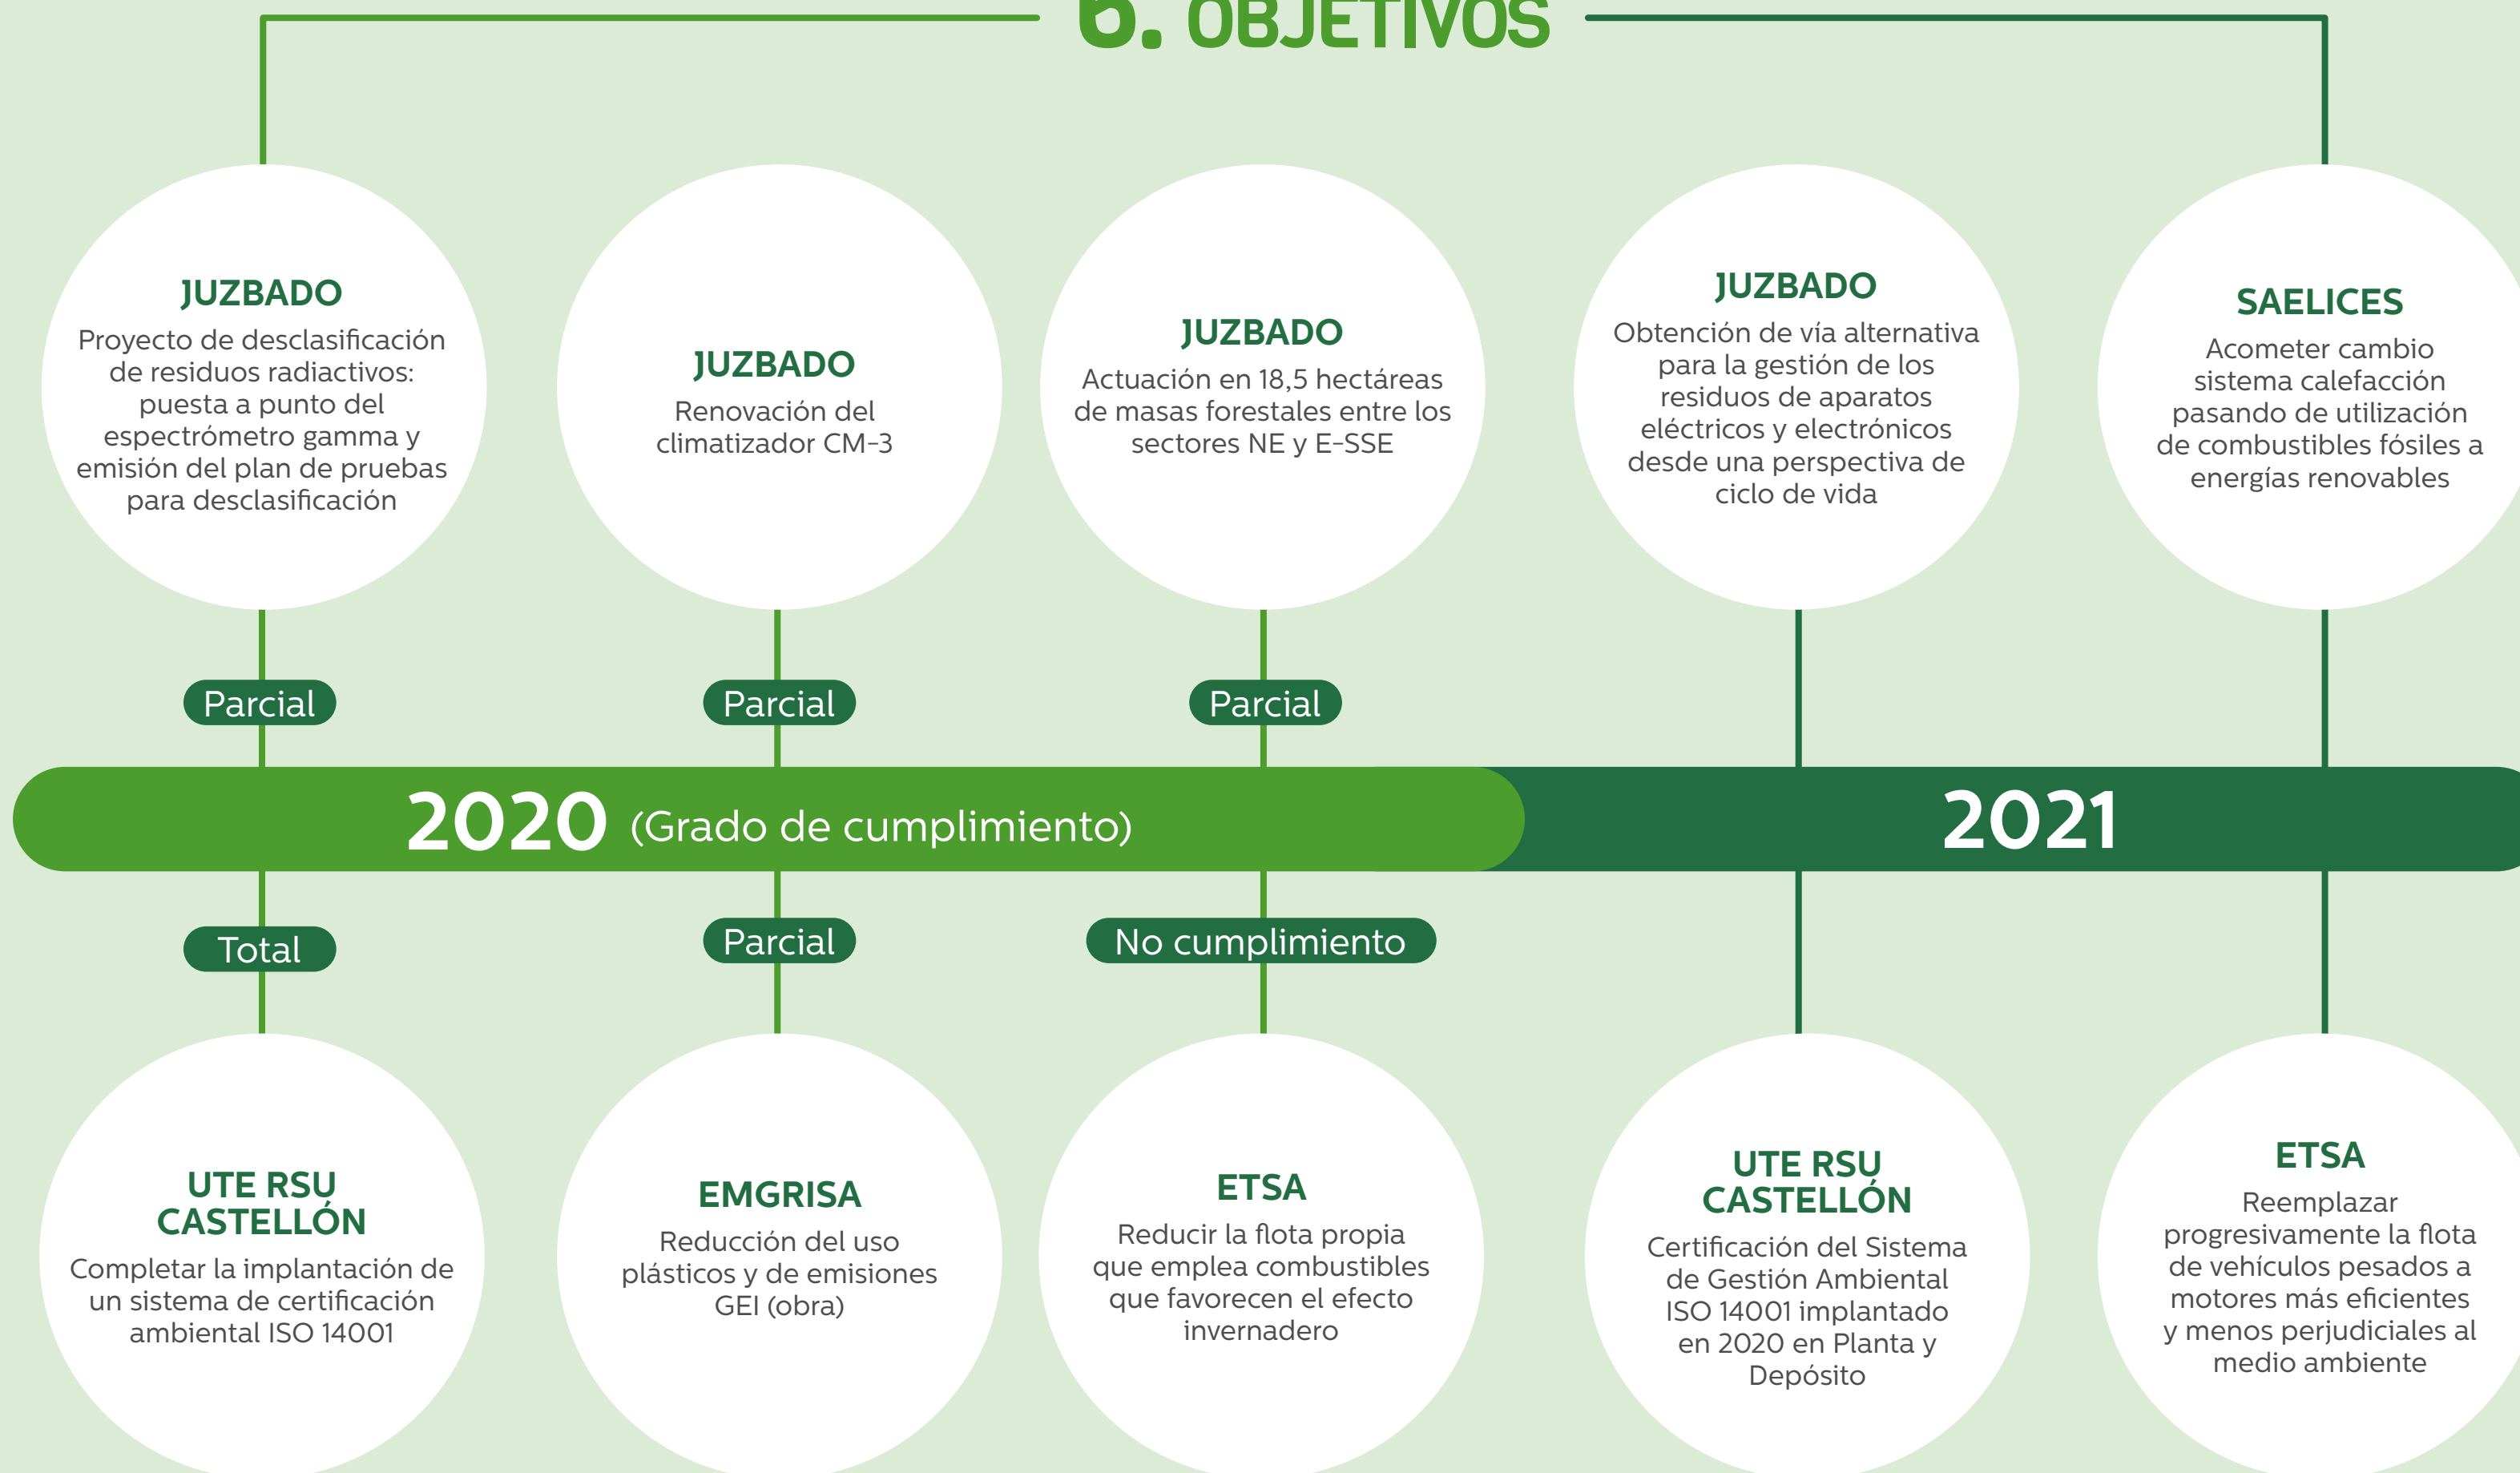 6. OBJETIVOS
JUZBADO
Proyecto de desclasificación
de residuos radiactivos:
puesta a punto del
espectrómetro gamma y
emisión del plan de pruebas
para desclasificación
JUZBADO
Renovación del
climatizador CM-3
JUZBADO
Actuación en 18,5 hectáreas
de masas forestales entre los
sectores NE y E-SSE
JUZBADO
Obtención de vía alternativa
para la gestión de los
residuos de aparatos
eléctricos y electrónicos
desde una perspectiva de
ciclo de vida
SAELICES
Acometer cambio
sistema calefacción
pasando de utilización
de combustibles fósiles a
energías renovables
Parcial
Parcial
Parcial
2020 (Grado de cumplimiento)
2021
Total
Parcial
No cumplimiento
UTE RSU
CASTELLÓN
Completar la implantación de
un sistema de certificación
ambiental ISO 14001
EMGRISA
Reducción del uso
plásticos y de emisiones
GEI (obra)
ETSA
Reducir la flota propia
que emplea combustibles
que favorecen el efecto
invernadero
UTE RSU
CASTELLÓN
Certificación del Sistema
de Gestión Ambiental
ISO 14001 implantado
en 2020 en Planta y
Depósito
ETSA
Reemplazar
progresivamente la flota
de vehículos pesados a
motores más eficientes
y menos perjudiciales al
medio ambiente